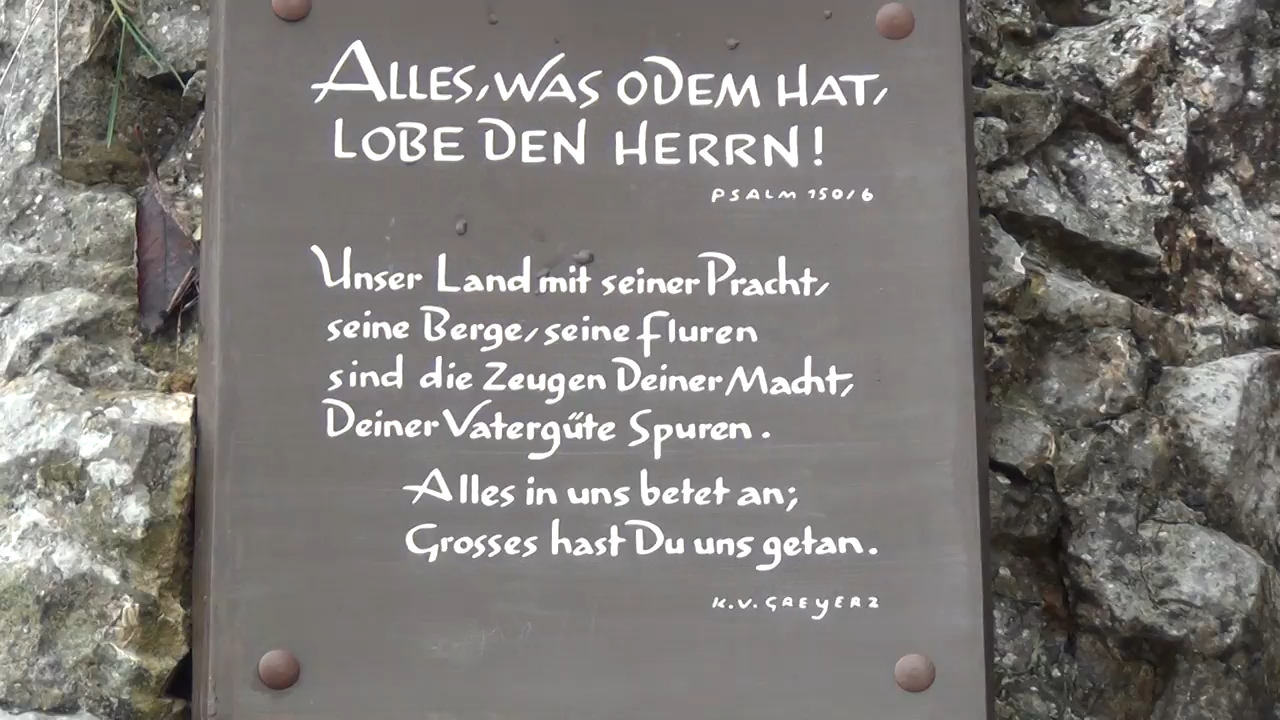 ALLES, WAS ODEM HAT,
LOBE DEN HERRN!
PSALM 150/6
Unser Land mit seiner Pracht,
seine Berge, seine Fluren
sind die Zeugen Deiner Macht,
Deiner Vatergüte Spuren.
Alles in uns betet an;
Grosses hast Du uns getan.
K.V. GREYERZ